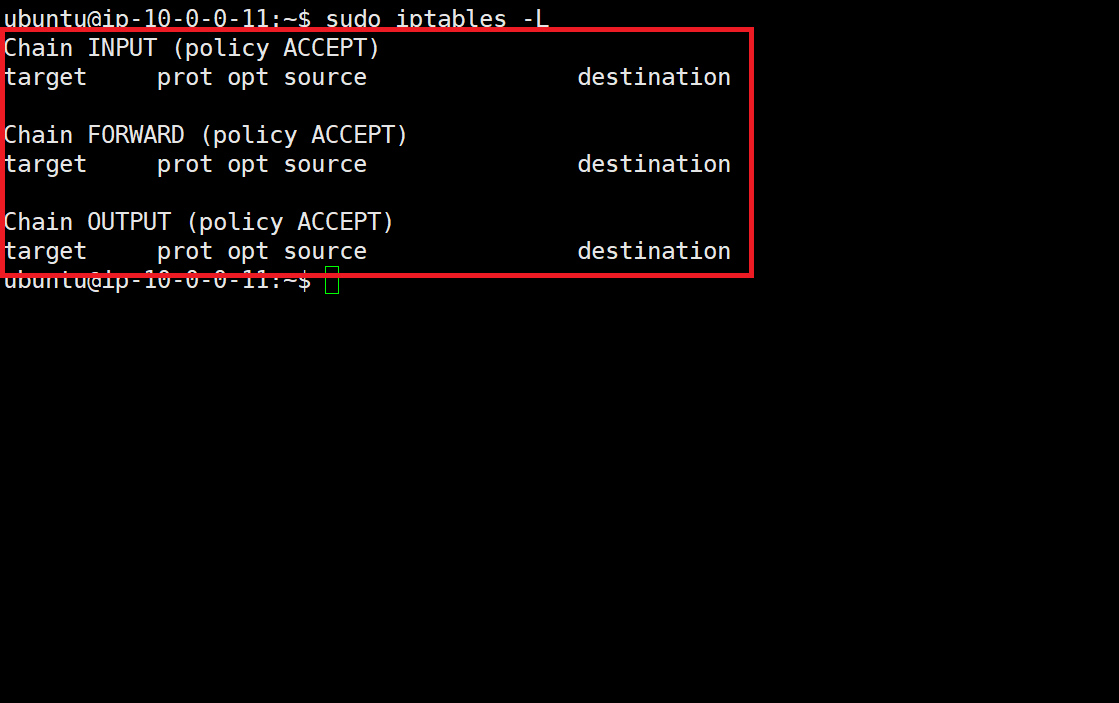 ubuntu@ip-10-0-0-11:~$ sudo iptables -L
Chain INPUT (policy ACCEPT)
target     prot opt source               destination
Chain FORWARD (policy ACCEPT)
target     prot opt source               destination
Chain OUTPUT (policy ACCEPT)
target     prot opt source               destination
ubuntu@ip-10-0-0-11:~$